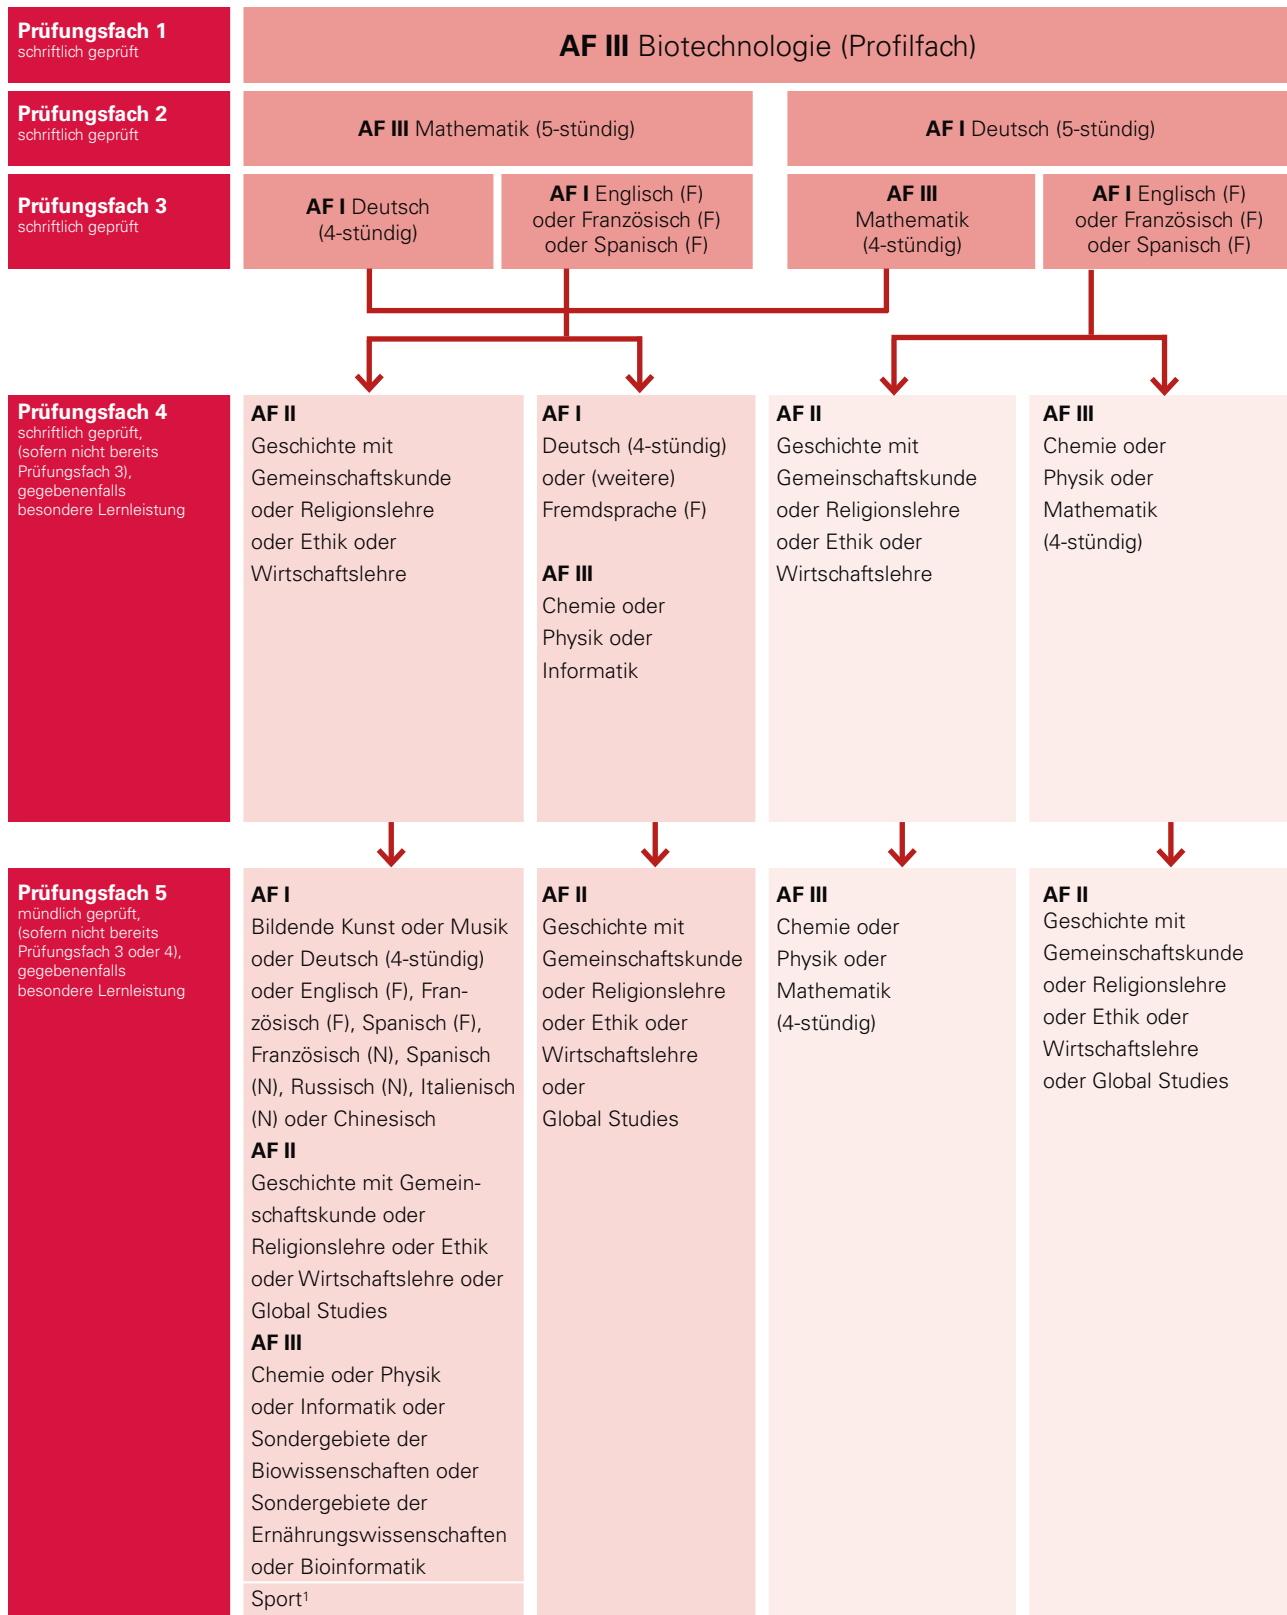 Prüfungsfach 1
schriftlich geprüft
AF III Biotechnologie (Profilfach)
Prüfungsfach 2
schriftlich geprüft
AF III Mathematik (5-stündig)
AF I Deutsch (5-stündig)
Prüfungsfach 3
schriftlich geprüft
AF I Deutsch
(4-stündig)
AF I Englisch (F)
oder Französisch (F)
oder Spanisch (F)
AF III
Mathematik
(4-stündig)
AF I Englisch (F)
oder Französisch (F)
oder Spanisch (F)
Prüfungsfach 4
schriftlich geprüft,
(sofern nicht bereits
Prüfungsfach 3),
gegebenenfalls
besondere Lernleistung
AF II
Geschichte mit
Gemeinschaftskunde
oder Religionslehre
oder Ethik oder
Wirtschaftslehre
AF I
Deutsch (4-stündig)
oder (weitere)
Fremdsprache (F)
AF III
Chemie oder
Physik oder
Informatik
AF II
Geschichte mit
Gemeinschaftskunde
oder Religionslehre
oder Ethik oder
Wirtschaftslehre
AF III
Chemie oder
Physik oder
Mathematik
(4-stündig)
Prüfungsfach 5
mündlich geprüft,
(sofern nicht bereits
Prüfungsfach 3 oder 4),
gegebenenfalls
besondere Lernleistung
AF I
Bildende Kunst oder Musik
oder Deutsch (4-stündig)
oder Englisch (F), Fran-
zösisch (F), Spanisch (F),
Französisch (N), Spanisch
(N), Russisch (N), Italienisch
(N) oder Chinesisch
AF II
Geschichte mit Gemein-
schaftskunde oder
Religionslehre oder Ethik
oder Wirtschaftslehre oder
Global Studies
AF III
Chemie oder Physik
oder Informatik oder
Sondergebiete der
Biowissenschaften oder
Sondergebiete der
Ernährungswissenschaften
oder Bioinformatik
Sport¹
AF II
Geschichte mit
Gemeinschaftskunde
oder Religionslehre
oder Ethik oder
Wirtschaftslehre
oder
Global Studies
AF III
Chemie oder
Physik oder
Mathematik
(4-stündig)
AF II
Geschichte mit
Gemeinschaftskunde
oder Religionslehre
oder Ethik oder
Wirtschaftslehre
oder Global Studies